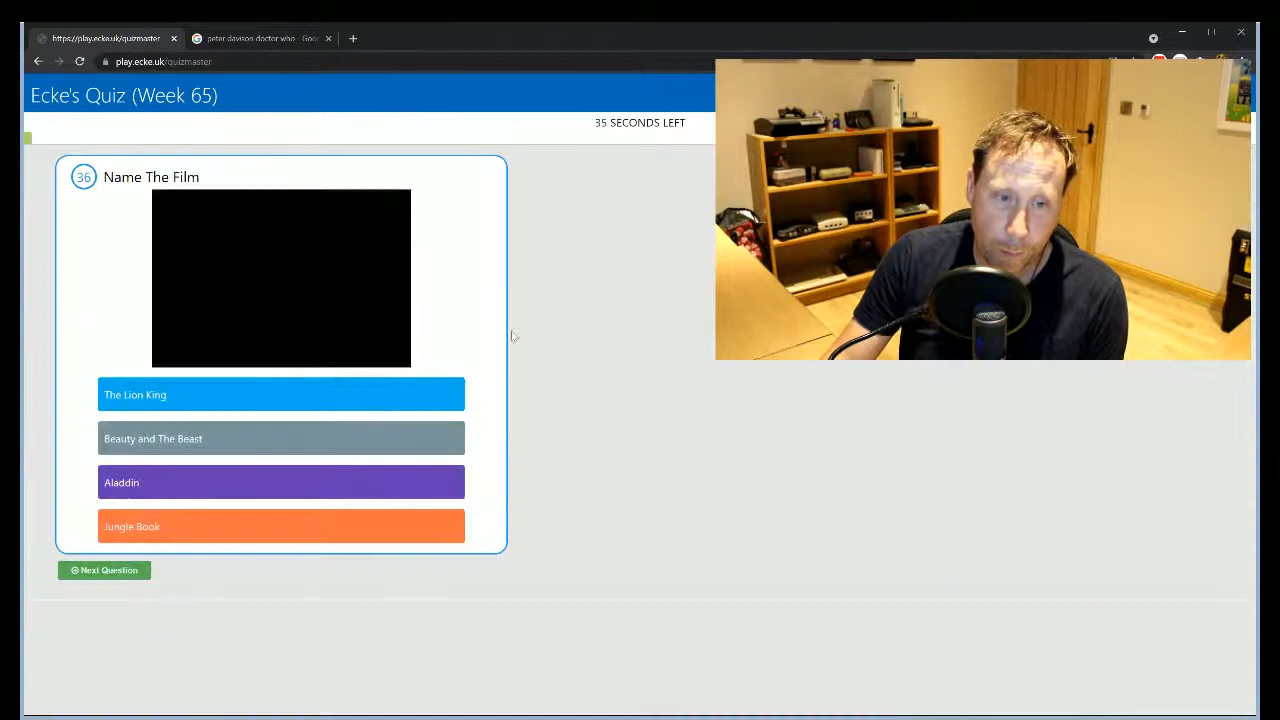 https://play.ecke.uk/quizmaster
peter davison doctor who - Goo
play.ecke.uk/quizmaster
Ecke's Quiz (Week 65)
35 SECONDS LEFT
36 Name The Film
The Lion King
Beauty and The Beast
Aladdin
Jungle Book
Next Question